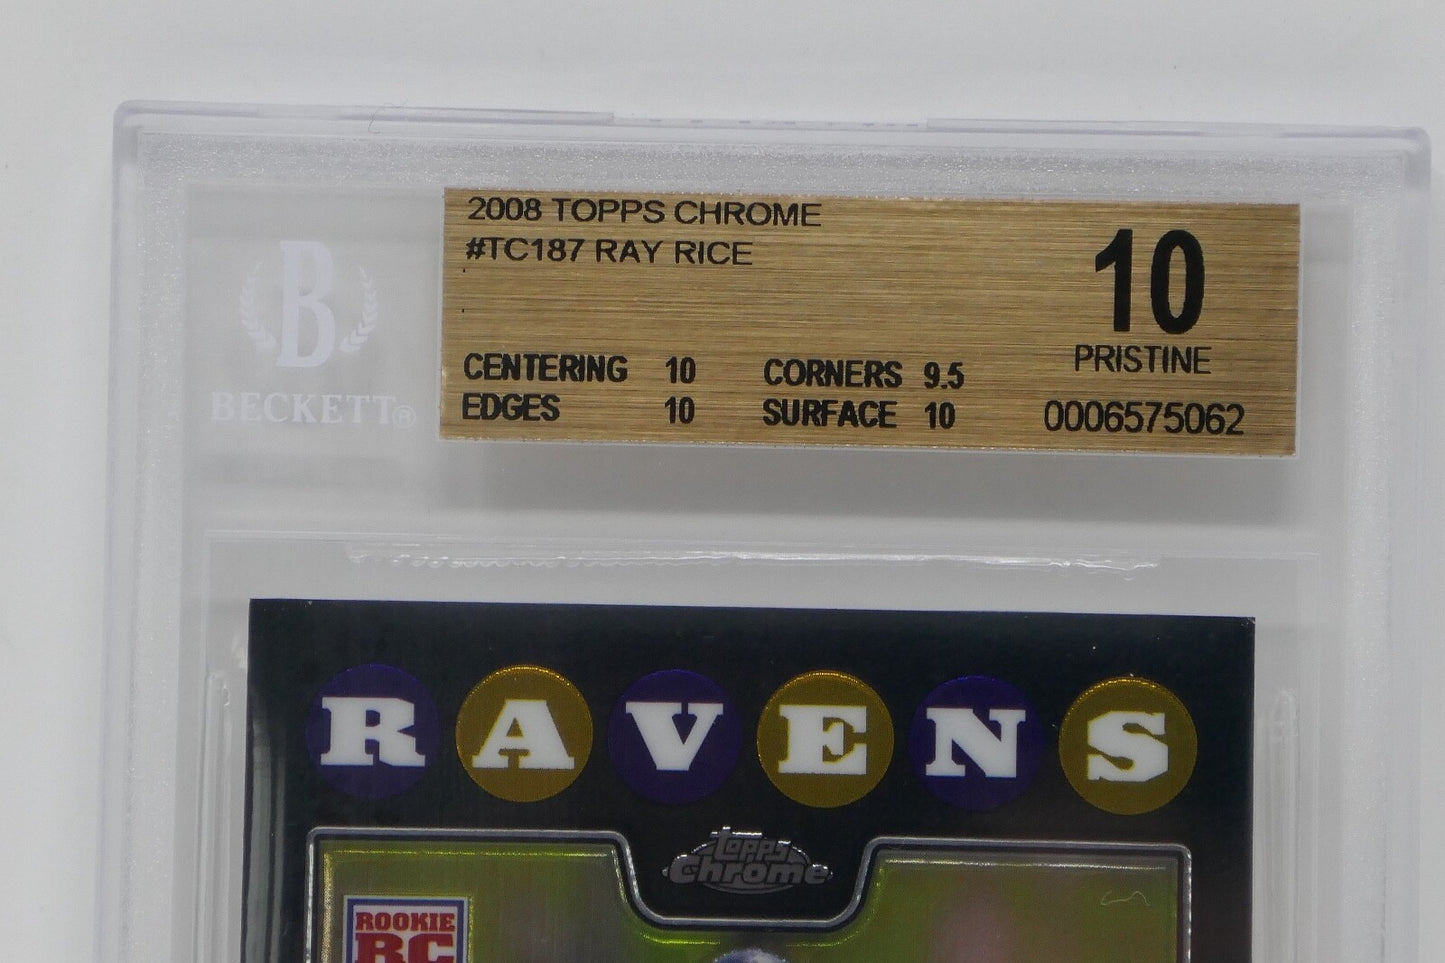 2008 TOPPS CHROME
#TC187 RAY RICE
10
PRISTINE
CENTERING 10 CORNERS 9.5
EDGES 10 SURFACE 10
0006575062
B
BECKETT®
RAVENS
topps
Chrome
ROOKIE
RC